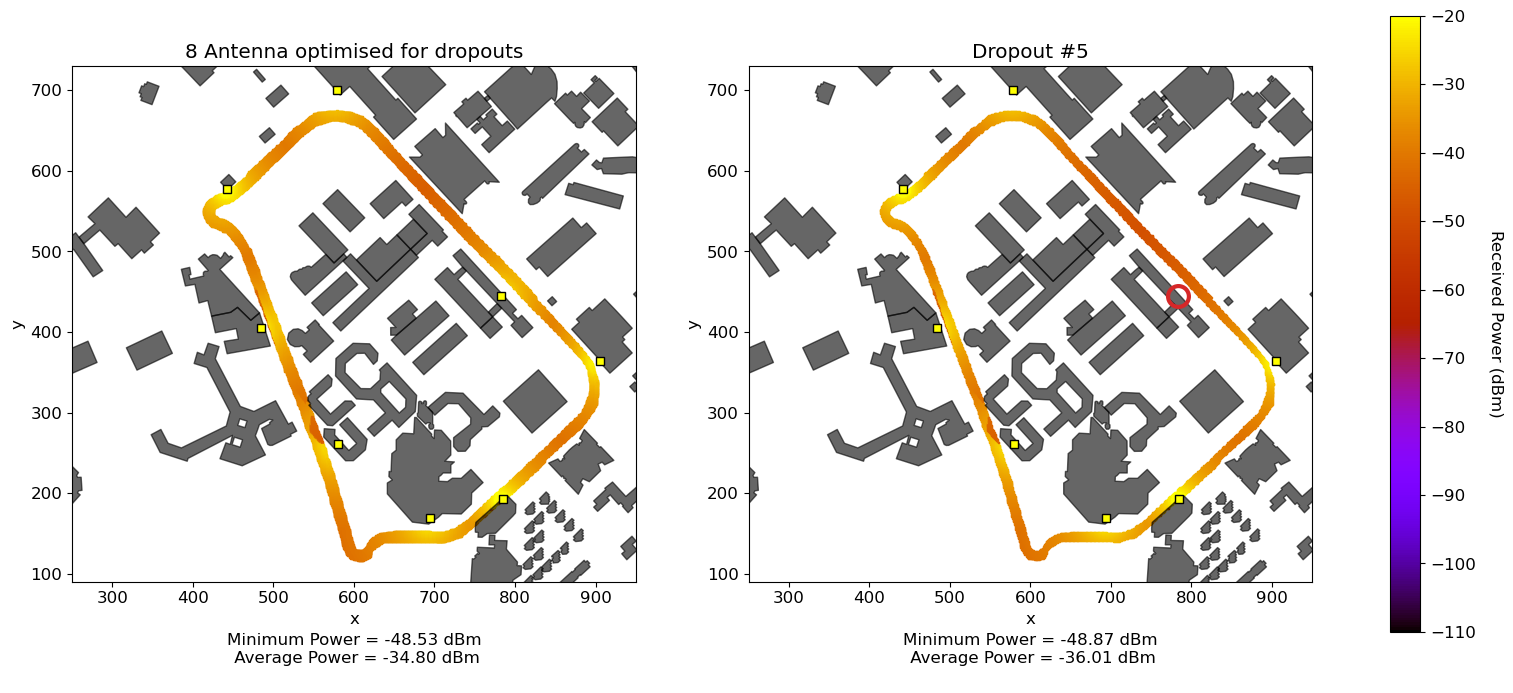 8 Antenna optimised for dropouts
700
600
500
400
300
200
100
y
300 400 500 600 700 800 900
x
Minimum Power = -48.53 dBm
Average Power = -34.80 dBm
Dropout #5
700
600
500
400
300
200
100
y
300 400 500 600 700 800 900
x
Minimum Power = -48.87 dBm
Average Power = -36.01 dBm
−20
−30
−40
−50
−60
−70
−80
−90
−100
−110
Received Power (dBm)